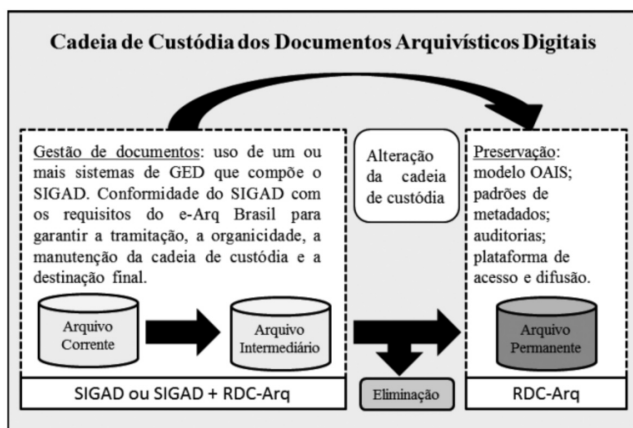 Cadeia de Custódia dos Documentos Arquivísticos Digitais
Gestão de documentos: uso de um ou
mais sistemas de GED que compõe o
SIGAD. Conformidade do SIGAD com
os requisitos do e-Arq Brasil para
garantir a tramitação, a organicidade, a
manutenção da cadeia de custódia e a
destinação final.
Arquivo
Corrente
Arquivo
Intermediário
SIGAD ou SIGAD + RDC-Arq
Alteração
da cadeia
de custódia
Eliminação
Preservação:
modelo OAIS;
padrões de
metadados;
auditorias;
plataforma de
acesso e difusão.
Arquivo
Permanente
RDC-Arq